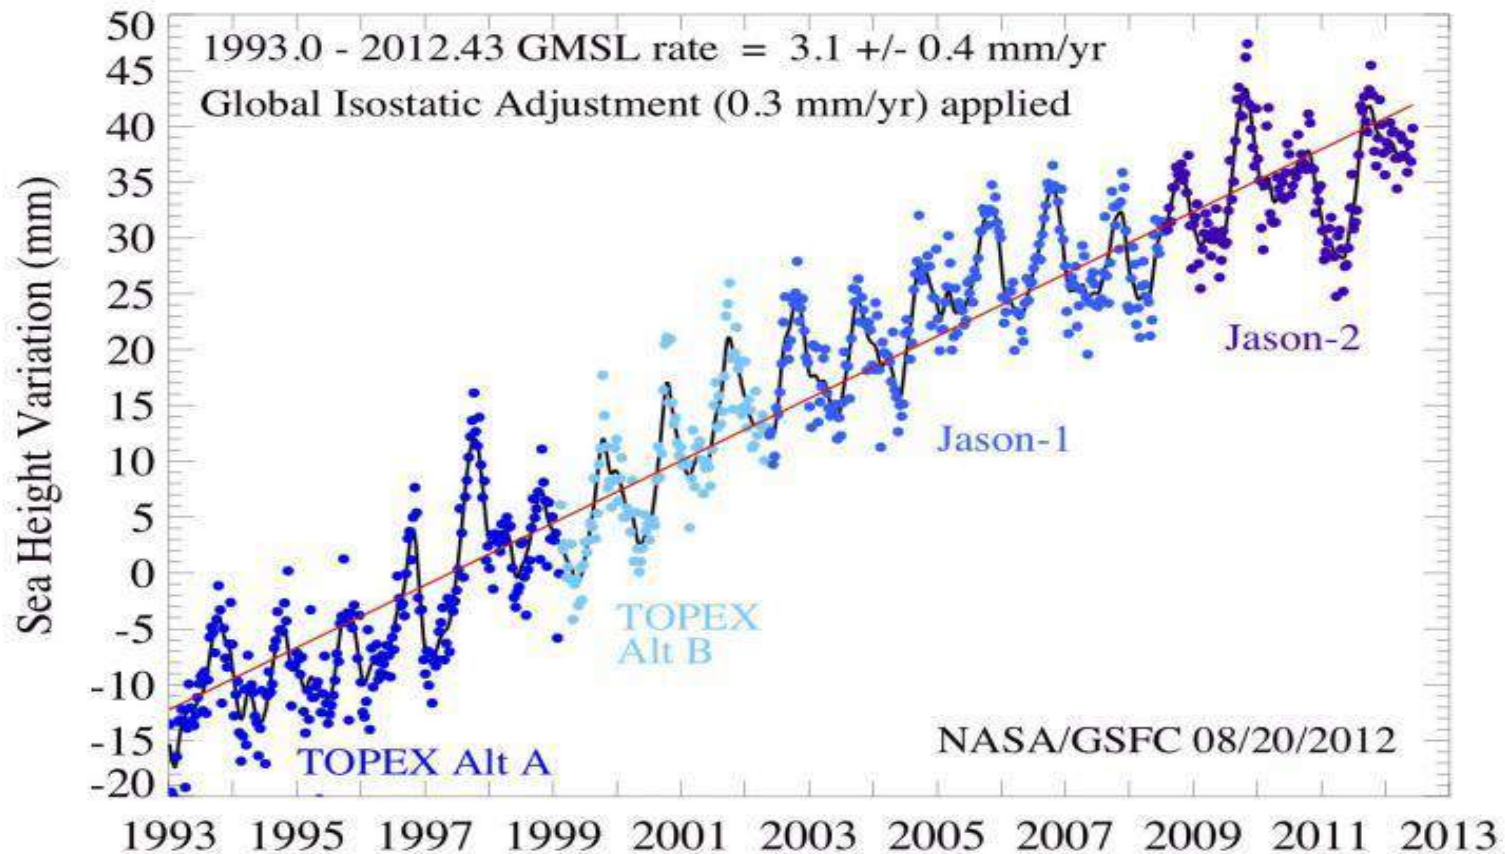 1993.0 - 2012.43 GMSL rate = 3.1 +/- 0.4 mm/yr
Global Isostatic Adjustment (0.3 mm/yr) applied
Sea Height Variation (mm)
50
45
40
35
30
25
20
15
10
5
0
-5
-10
-15
-20
Jason-2
Jason-1
TOPEX
Alt B
TOPEX Alt A
NASA/GSFC 08/20/2012
1993 1995 1997 1999 2001 2003 2005 2007 2009 2011 2013